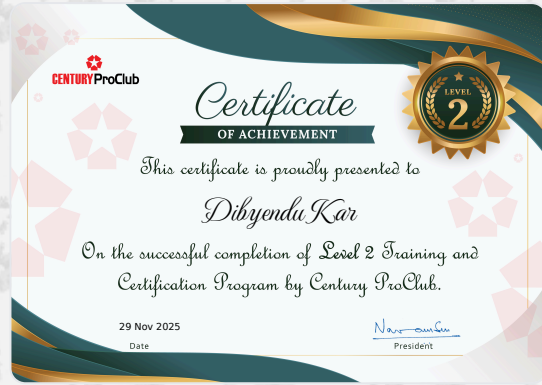 CENTURY ProClub
Certificate
OF ACHIEVEMENT
LEVEL
2
This certificate is proudly presented to
Dibyendu Kar
On the successful completion of Level 2 Training and
Certification Program by Century ProClub.
29 Nov 2025
Date
President